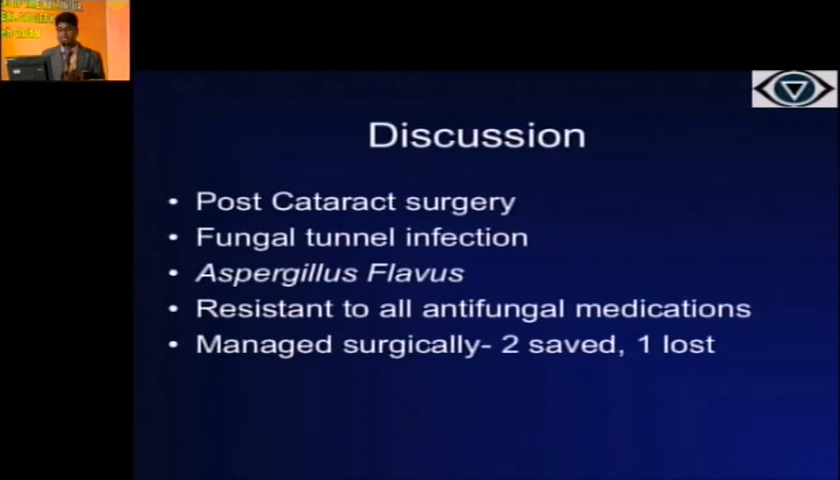 2018
Discussion
• Post Cataract surgery
• Fungal tunnel infection
• Aspergillus Flavus
• Resistant to all antifungal medications
• Managed surgically- 2 saved, 1 lost